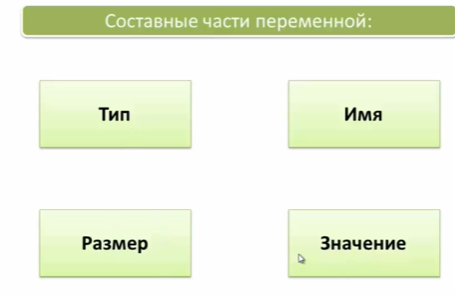 Составные части переменной:
Тип
Имя
Размер
Значение